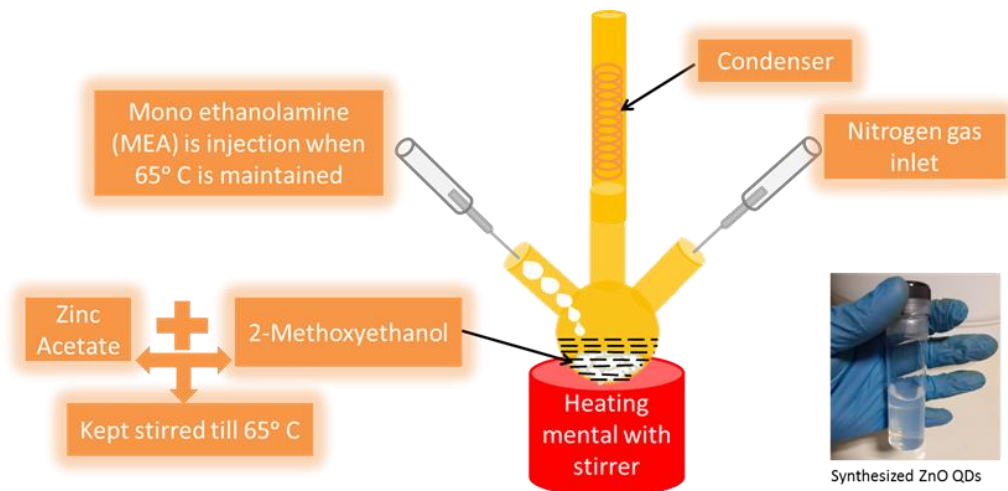 Condenser
Mono ethanolamine
(MEA) is injection when
65° C is maintained
Nitrogen gas
inlet
Zinc
Acetate
2-Methoxyethanol
Kept stirred till 65° C
Heating
mental with
stirrer
Synthesized ZnO QDs